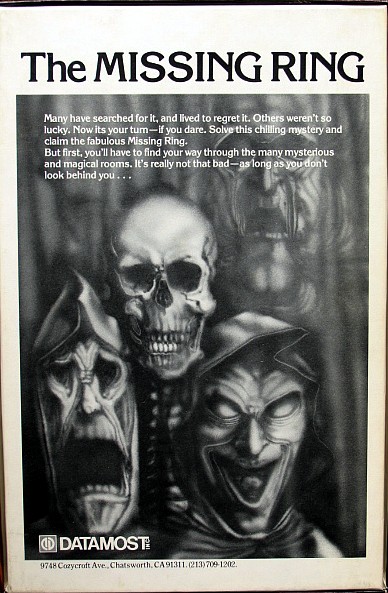 The MISSING RING
Many have searched for it, and lived to regret it. Others weren't so
lucky. Now its your turn—if you dare. Solve this chilling mystery and
claim the fabulous Missing Ring.
But first, you'll have to find your way through the many mysterious
and magical rooms. It's really not that bad—as long as you don't
look behind you . . .
DATAMOST INC
9748 Cozycroft Ave., Chatsworth, CA 91311. (213) 709-1202.